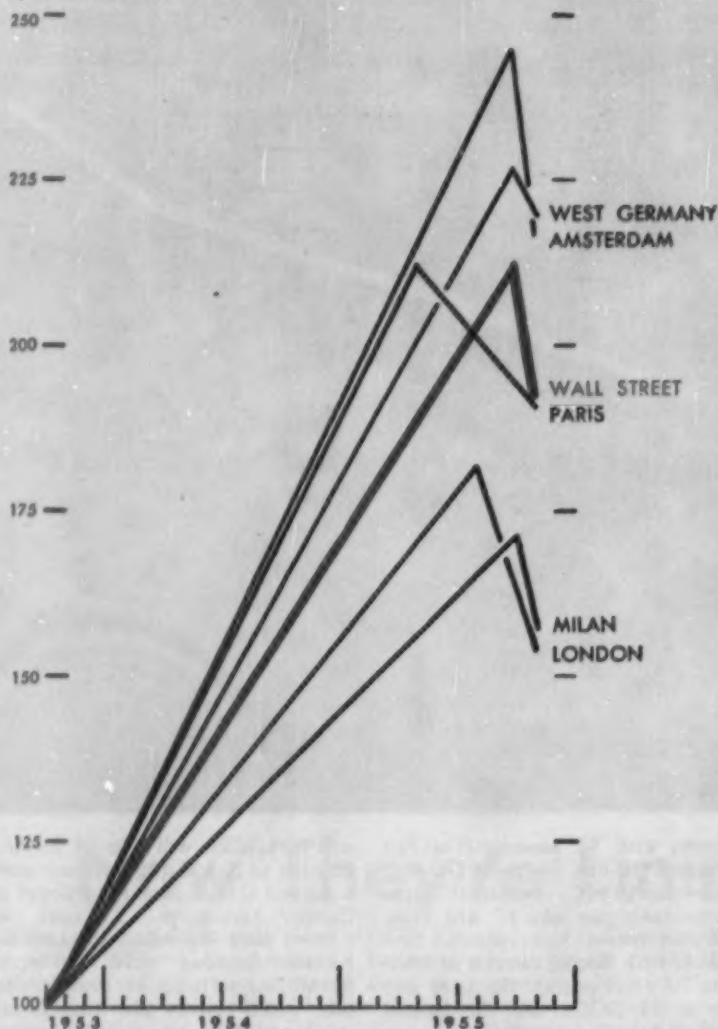 250
225
WEST GERMANY
AMSTERDAM
200
WALL STREET
PARIS
175
MILAN
LONDON
150
125
100
1953 1954 1955